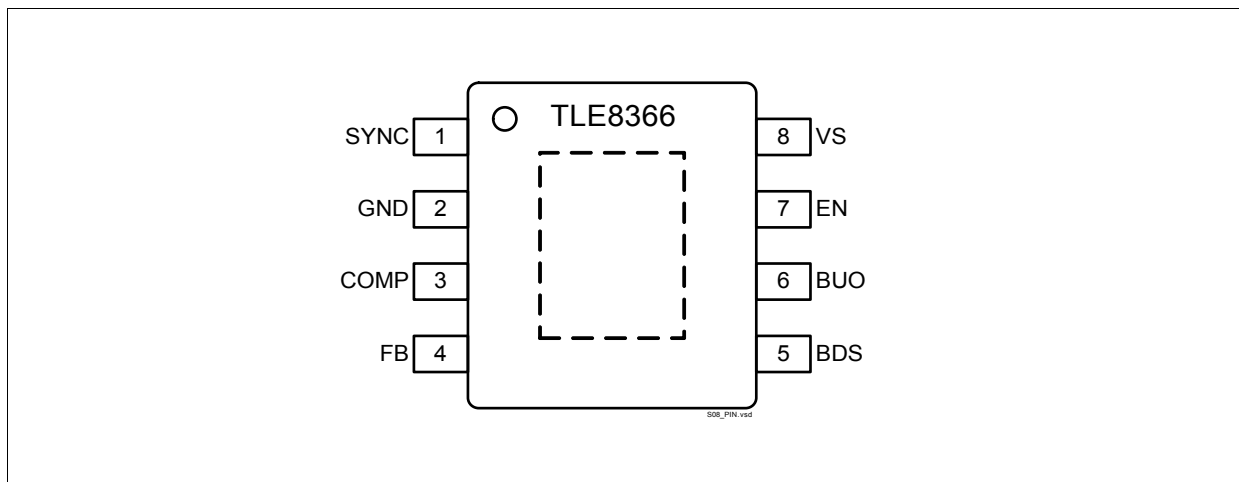 TLE8366
SYNC 1
8 VS
GND 2
7 EN
COMP 3
6 BUO
FB 4
5 BDS
S08_PIN.vsd